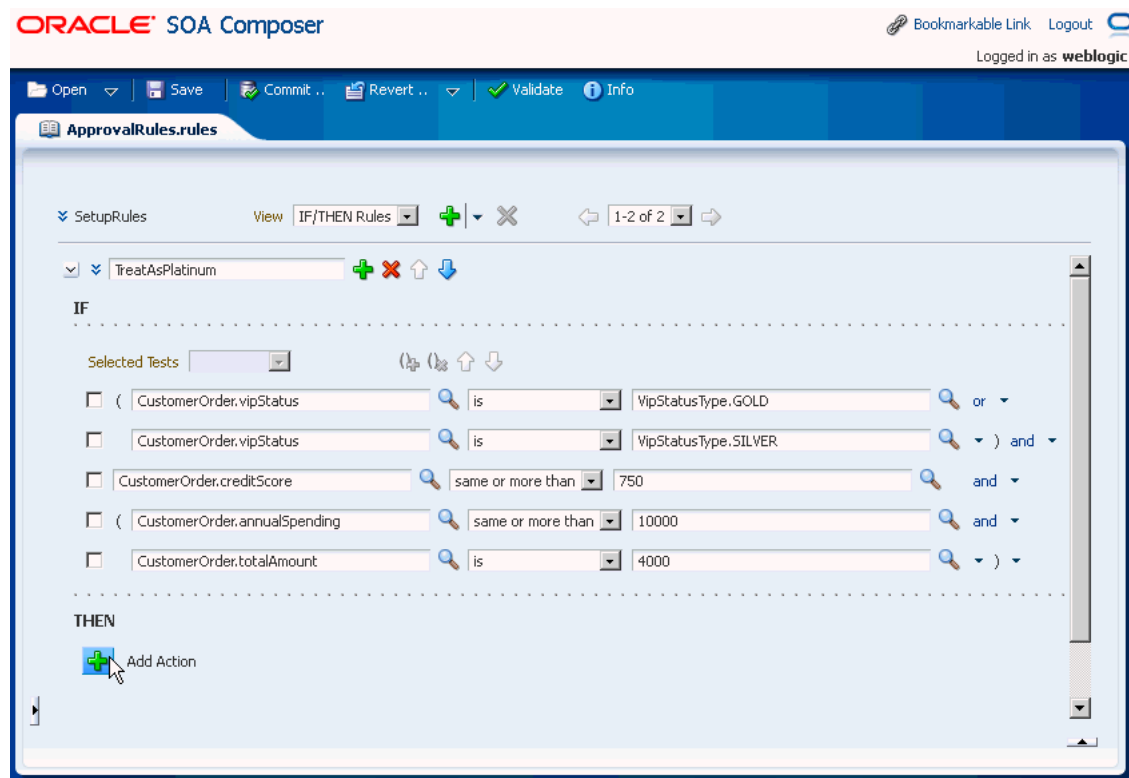 ORACLE SOA Composer
Bookmarkable Link Logout
Logged in as weblogic
Open Save Commit .. Revert .. Validate Info
ApprovalRules.rules
SetupRules View IF/THEN Rules 1-2 of 2
TreatAsPlatinum
IF
Selected Tests
( CustomerOrder.vipStatus is VipStatusType.GOLD or
CustomerOrder.vipStatus is VipStatusType.SILVER ) and
CustomerOrder.creditScore same or more than 750 and
( CustomerOrder.annualSpending same or more than 10000 and
CustomerOrder.totalAmount is 4000 )
THEN
Add Action